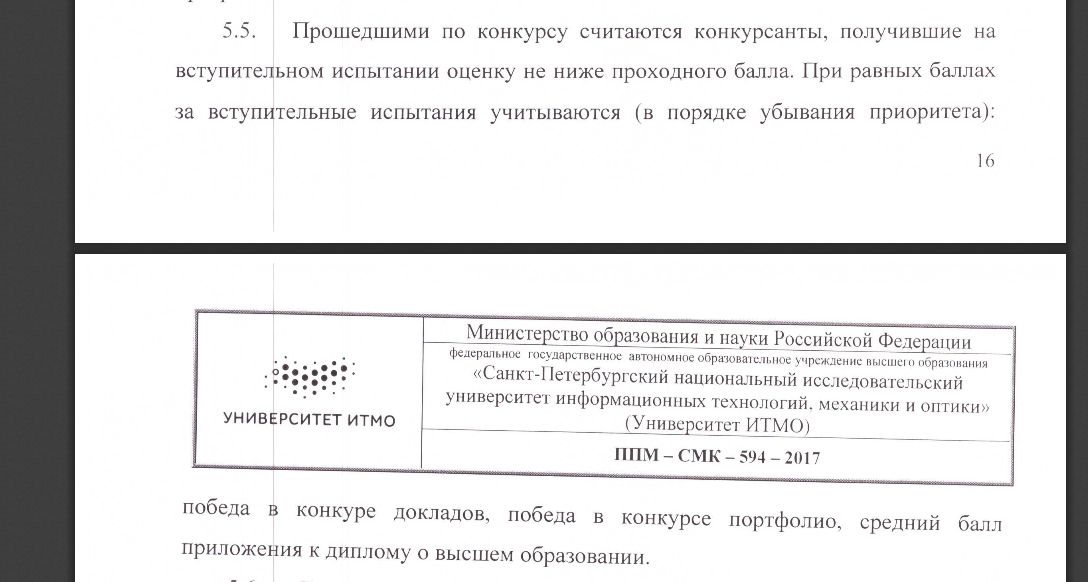 5.5. Прошедшими по конкурсу считаются конкурсанты, получившие на
вступительном испытании оценку не ниже проходного балла. При равных баллах
за вступительные испытания учитываются (в порядке убывания приоритета):
16
УНИВЕРСИТЕТ ИТМО
Министерство образования и науки Российской Федерации
федеральное государственное автономное образовательное учреждение высшего образования
«Санкт-Петербургский национальный исследовательский
университет информационных технологий, механики и оптики»
(Университет ИТМО)
ППМ – СМК – 594 – 2017
победа в конкуре докладов, победа в конкурсе портфолио, средний балл
приложения к диплому о высшем образовании.